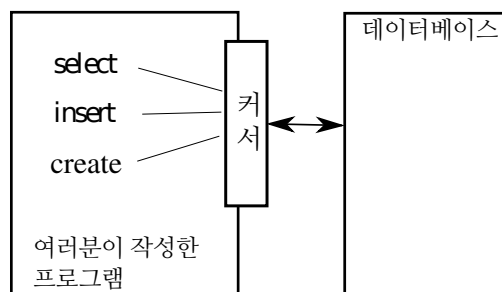 데이터베이스
select
insert
create
커
서
여러분이 작성한
프로그램